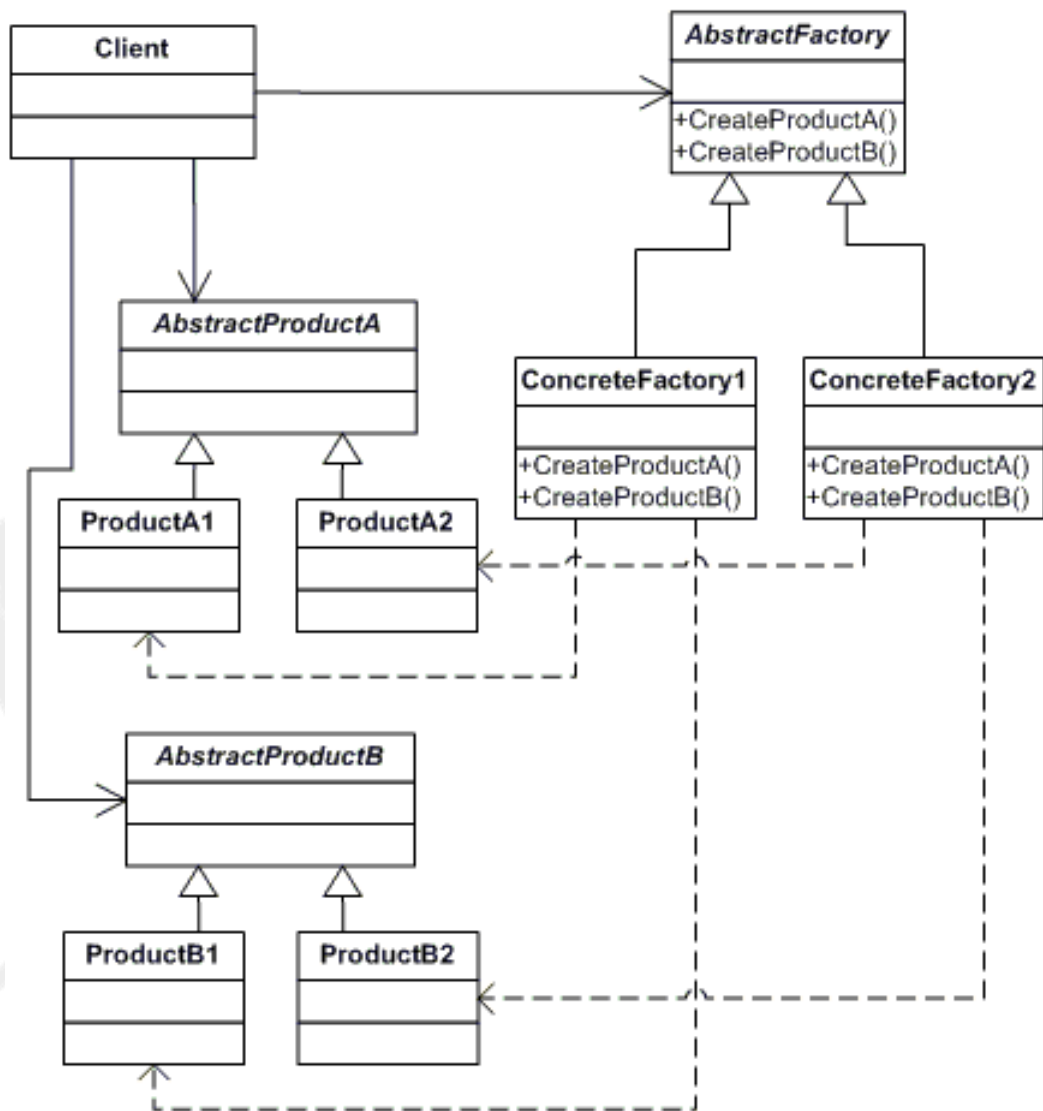 Client
AbstractFactory
+CreateProductA()
+CreateProductB()
AbstractProductA
ConcreteFactory1
+CreateProductA()
+CreateProductB()
ConcreteFactory2
+CreateProductA()
+CreateProductB()
ProductA1
ProductA2
AbstractProductB
ProductB1
ProductB2